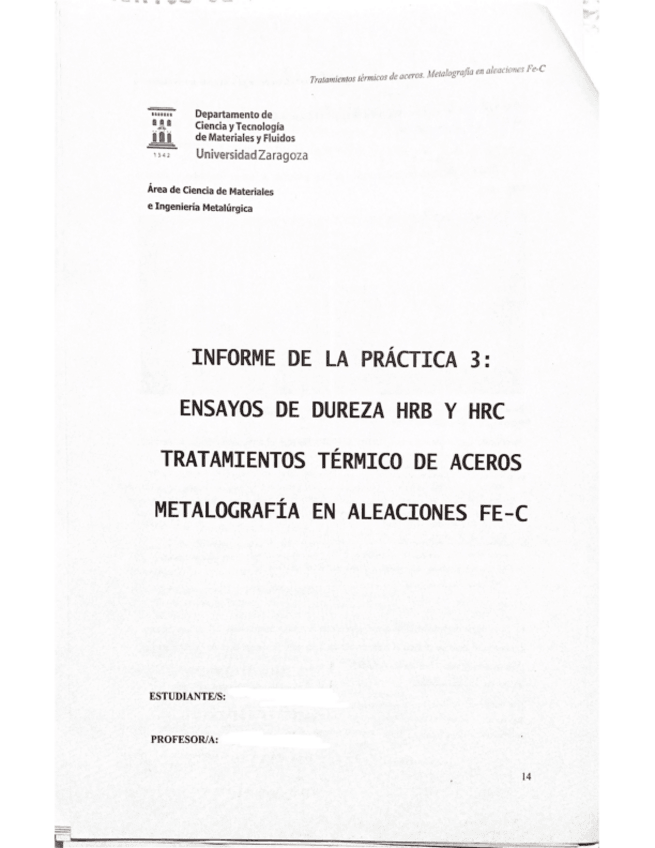 Tratamientos térmicos de aceros. Metalografía en aleaciones Fe-C
Departamento de
Ciencia y Tecnología
de Materiales y Fluidos
Universidad Zaragoza
1542
Área de Ciencia de Materiales
e Ingeniería Metalúrgica
INFORME DE LA PRÁCTICA 3:
ENSAYOS DE DUREZA HRB Y HRC
TRATAMIENTOS TÉRMICO DE ACEROS
METALOGRAFÍA EN ALEACIONES FE-C
ESTUDIANTE/S:
PROFESOR/A:
14